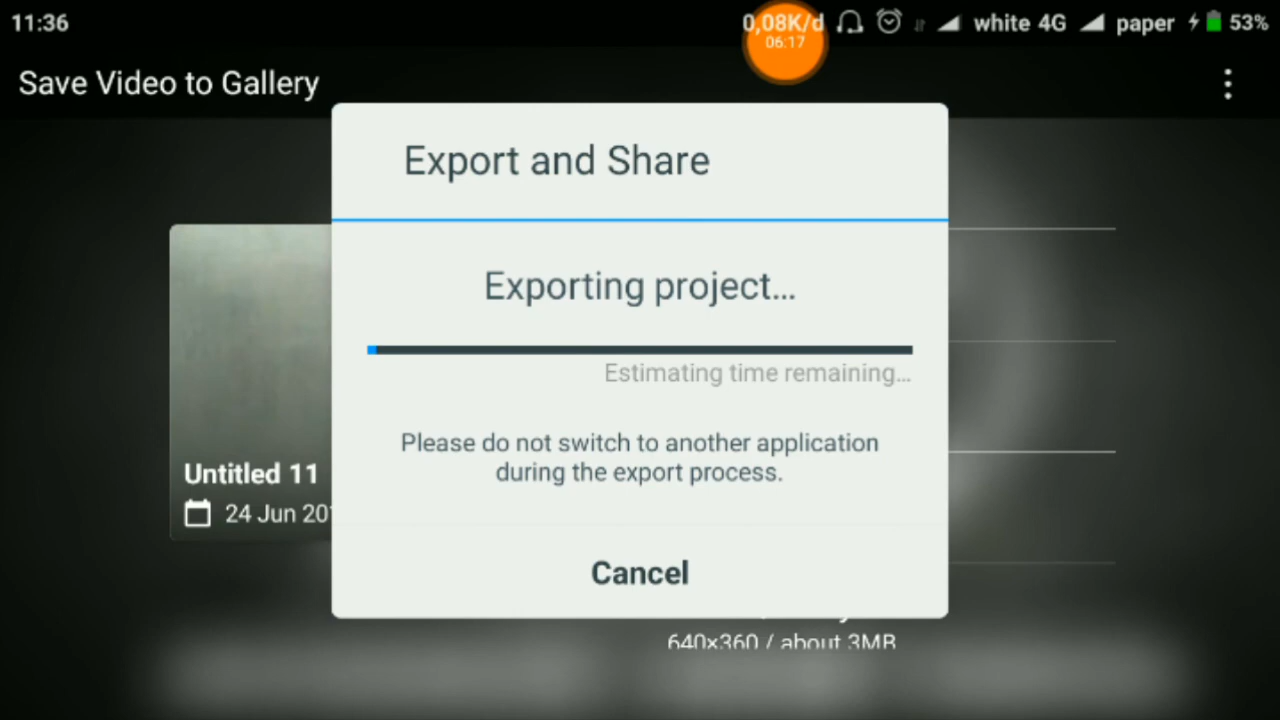 11:36
0,08K/d
white 4G
paper
53%
06:17
Save Video to Gallery
Export and Share
Exporting project...
Estimating time remaining...
Please do not switch to another application
during the export process.
Untitled 11
24 Jun
Cancel
640x360 / about 3MB